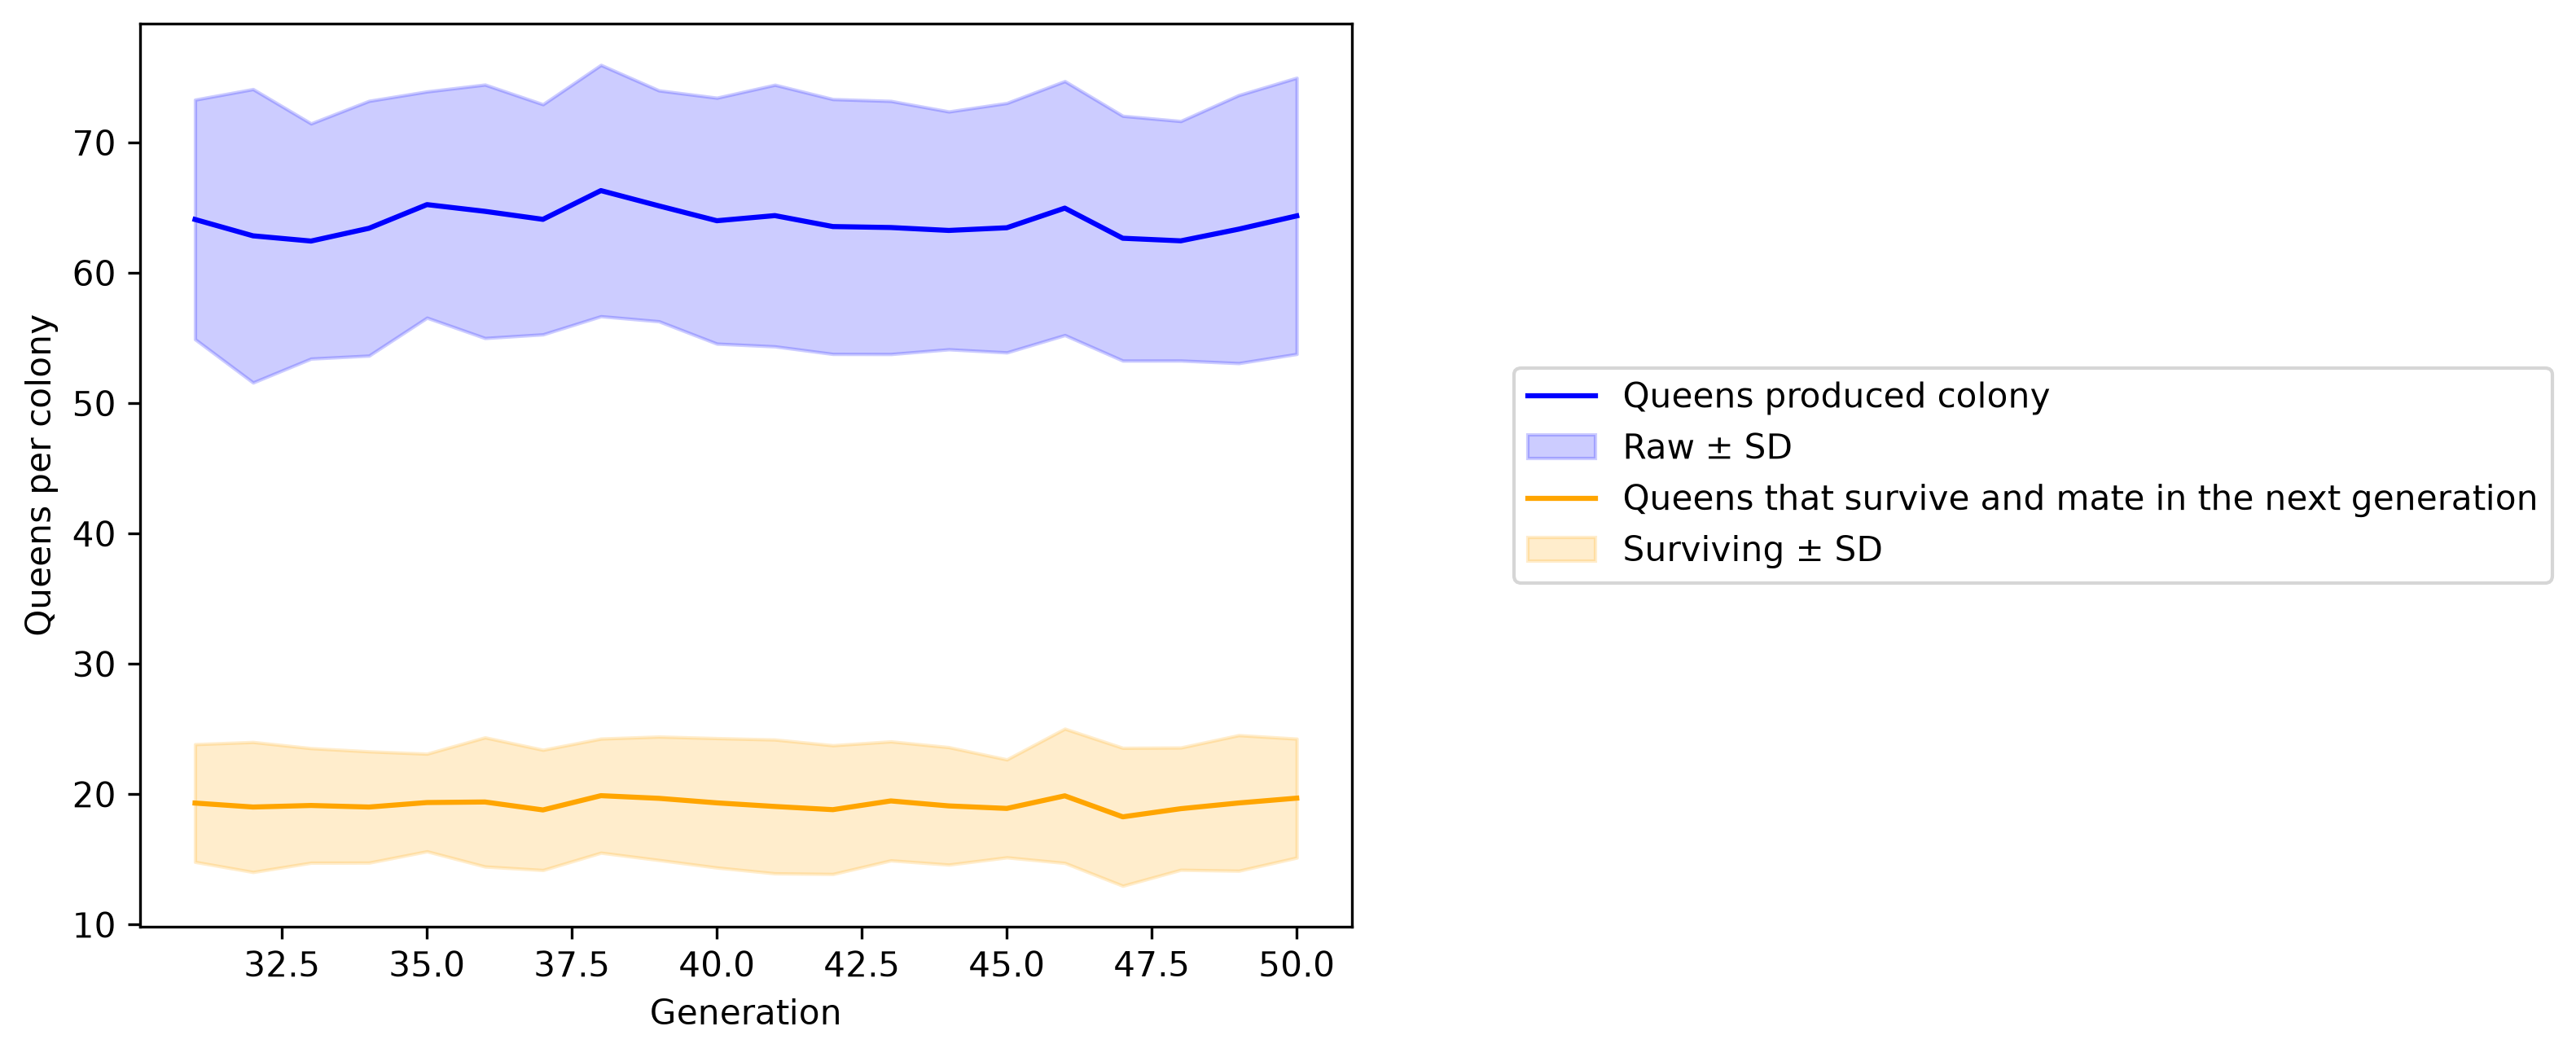 70
60
50
40
30
20
10
Queens per colony
32.5 35.0 37.5 40.0 42.5 45.0 47.5 50.0
Generation
Queens produced colony
Raw ± SD
Queens that survive and mate in the next generation
Surviving ± SD